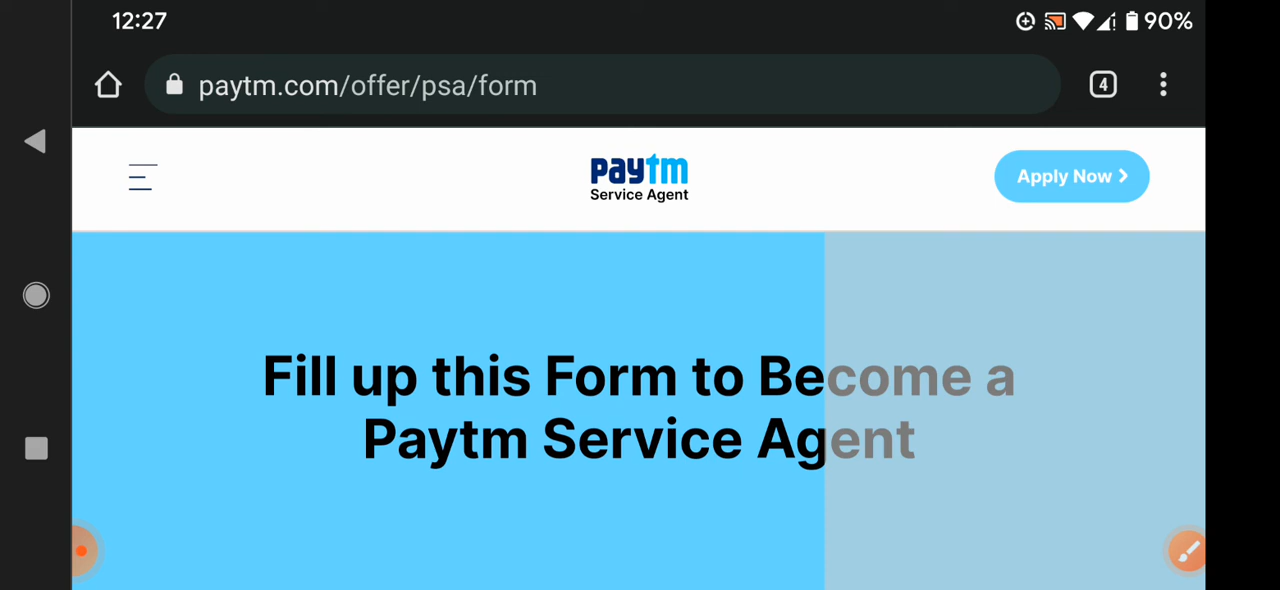 12:27
90%
paytm.com/offer/psa/form
4
paytm
Service Agent
Apply Now
Fill up this Form to Become a
Paytm Service Agent